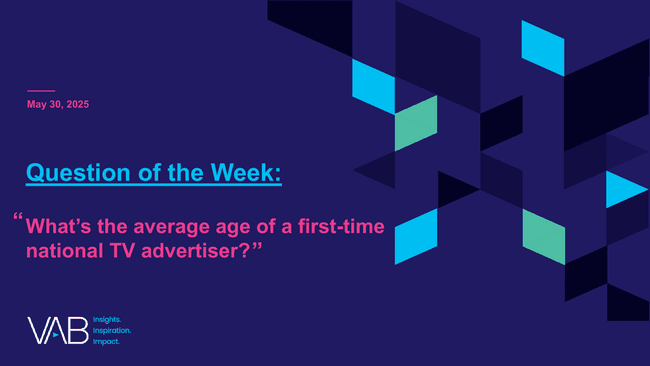 May 30, 2025
Question of the Week:
“What’s the average age of a first-time
national TV advertiser?”
VAB
Insights.
Inspiration.
Impact.